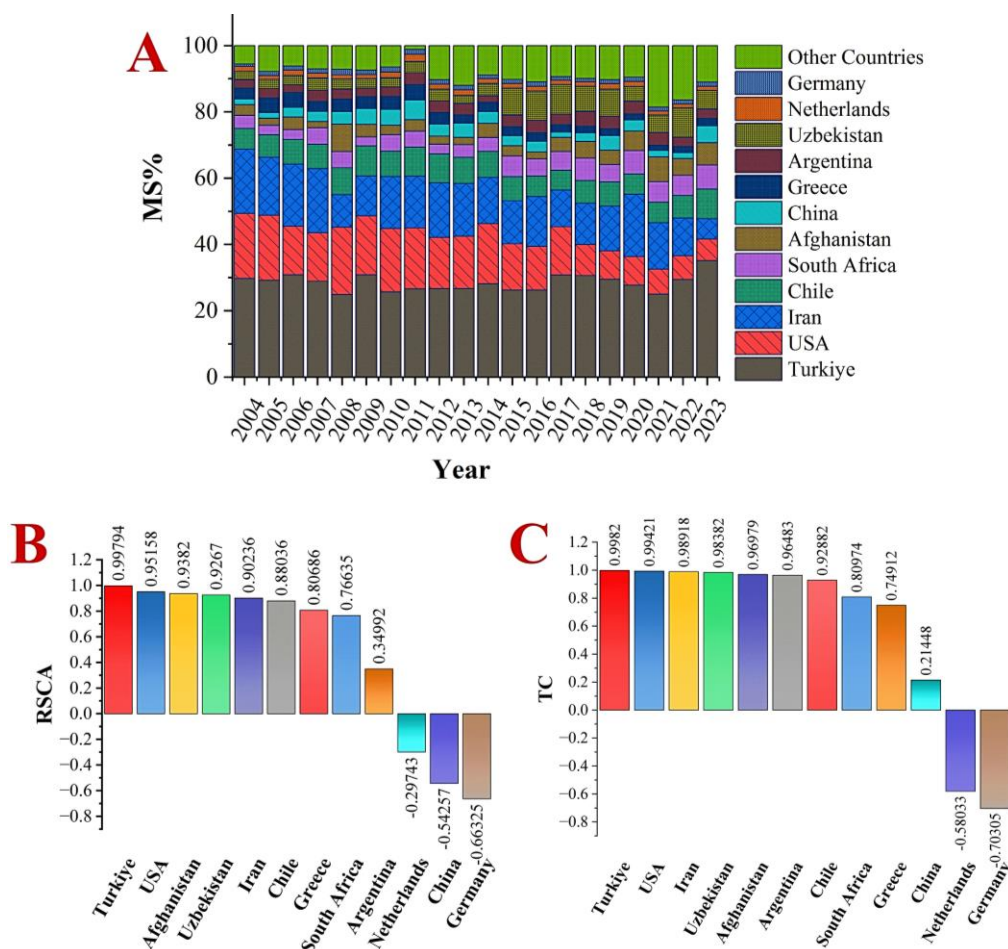 A
MS%
100
80
60
40
20
0
2004
2005
2006
2007
2008
2009
2010
2011
2012
2013
2014
2015
2016
2017
2018
2019
2020
2021
2022
2023
Year
Other Countries
Germany
Netherlands
Uzbekistan
Argentina
Greece
China
Afghanistan
South Africa
Chile
Iran
USA
Turkiye
B
RSCA
1.2
1.0
0.8
0.6
0.4
0.2
0.0
−0.2
−0.4
−0.6
−0.8
0.99794
0.95158
0.9382
0.9267
0.90236
0.88036
0.80686
0.76635
0.34992
-0.29743
-0.54257
-0.66325
Turkiye
USA
Afghanistan
Uzbekistan
Iran
Chile
Greece
South Africa
Argentina
Netherlands
China
Germany
C
TC
1.2
1.0
0.8
0.6
0.4
0.2
0.0
−0.2
−0.4
−0.6
−0.8
0.9982
0.99421
0.98918
0.98382
0.96979
0.96483
0.92882
0.80974
0.74912
0.21448
-0.58033
-0.70305
Turkiye
USA
Iran
Uzbekistan
Afghanistan
Argentina
Chile
South Africa
Greece
China
Netherlands
Germany